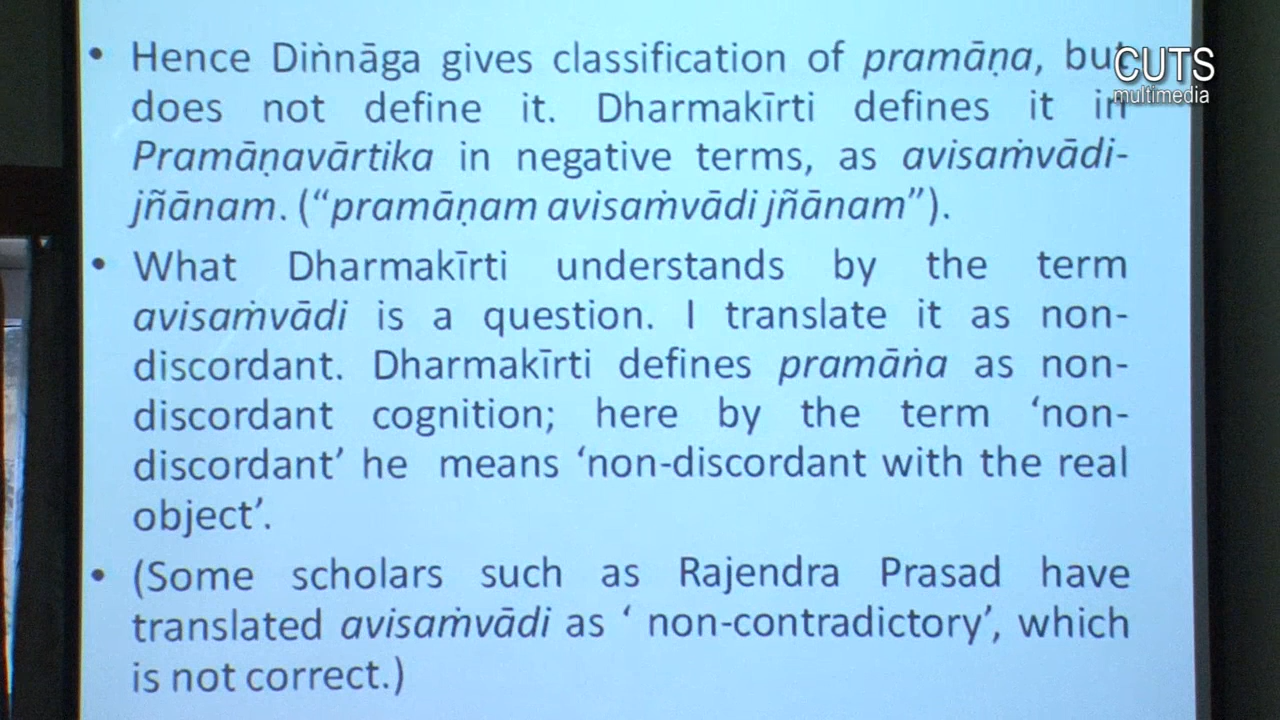 • Hence Diṅnāga gives classification of pramāṇa, but
does not define it. Dharmakīrti defines it in
Pramāṇavārtika in negative terms, as avisaṁvādi-
jñānam. (“pramāṇam avisaṁvādi jñānam”).
• What Dharmakīrti understands by the term
avisaṁvādi is a question. I translate it as non-
discordant. Dharmakīrti defines pramāṅa as non-
discordant cognition; here by the term ‘non-
discordant’ he means ‘non-discordant with the real
object’.
• (Some scholars such as Rajendra Prasad have
translated avisaṁvādi as ‘ non-contradictory’, which
is not correct.)
CUTS
multimedia